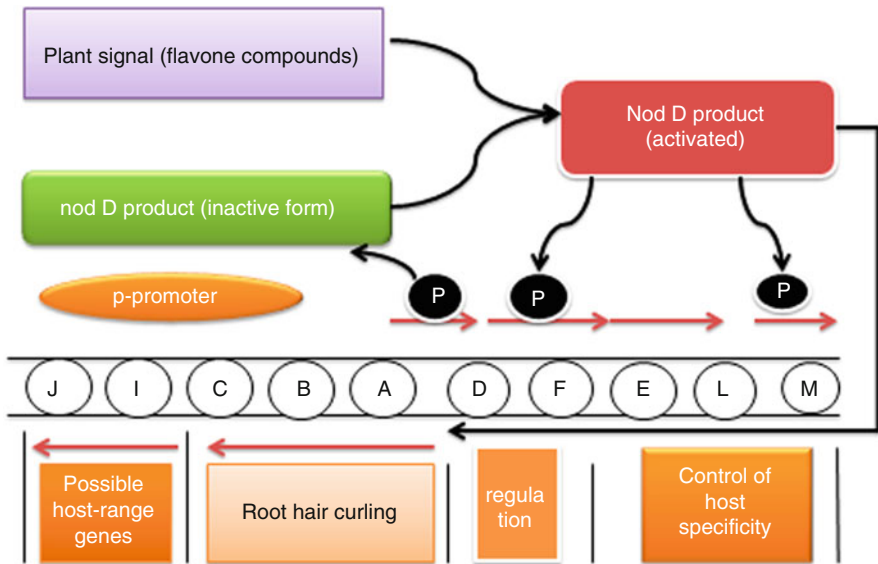 Plant signal (flavone compounds)
Nod D product
(activated)
nod D product (inactive form)
p-promoter
P
P
P
J I C B A D F E L M
Possible
host-range
genes
Root hair curling
regula
tion
Control of
host
specificity